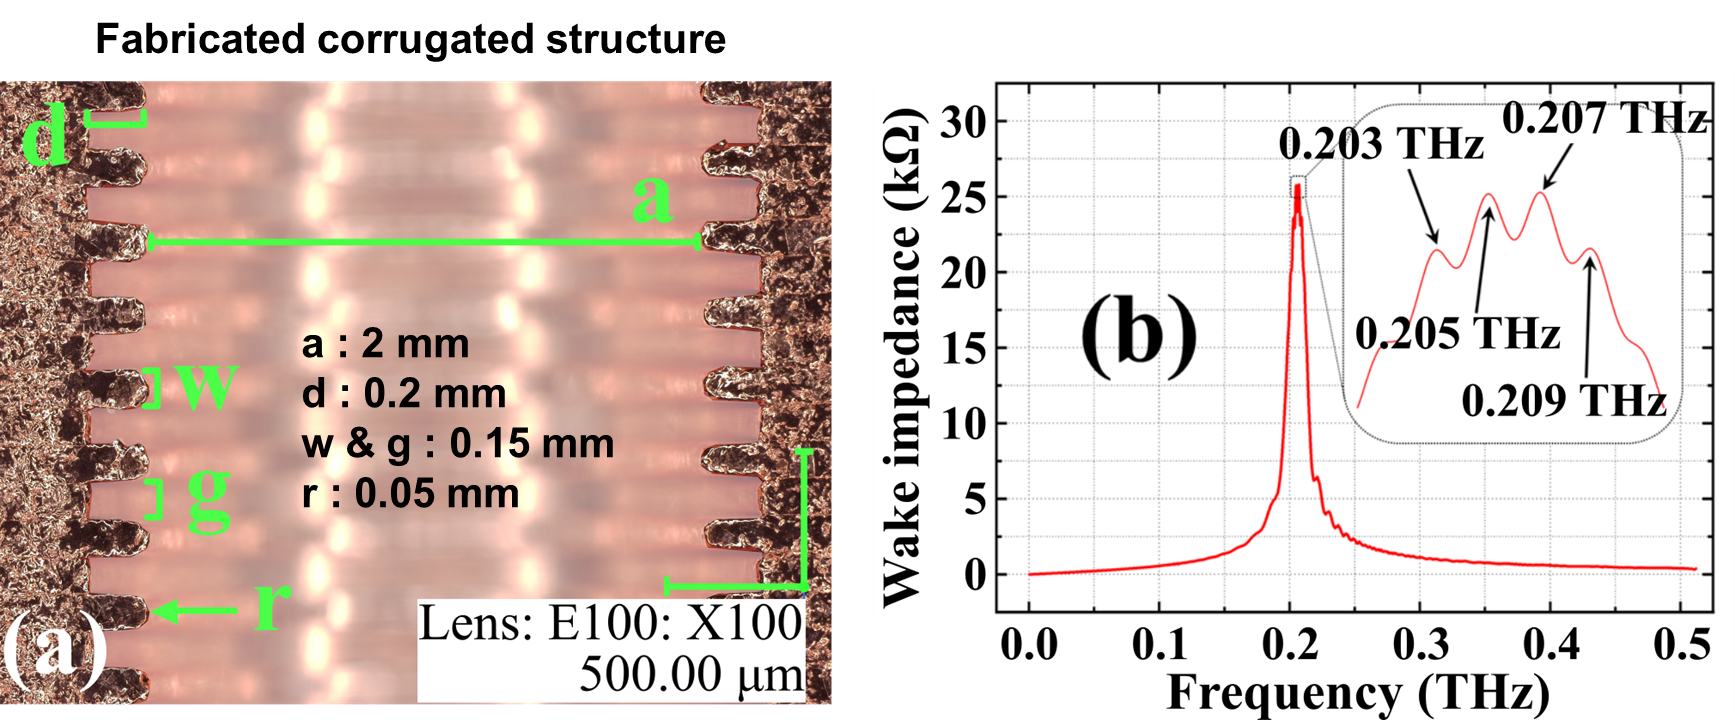 Fabricated corrugated structure
d
a
a : 2 mm
d : 0.2 mm
w & g : 0.15 mm
r : 0.05 mm
w
g
r
(a)
Lens: E100: X100
500.00 μm
Wake impedance (kΩ)
30
25
20
15
10
5
0
0.0 0.1 0.2 0.3 0.4 0.5
Frequency (THz)
(b)
0.203 THz
0.207 THz
0.205 THz
0.209 THz